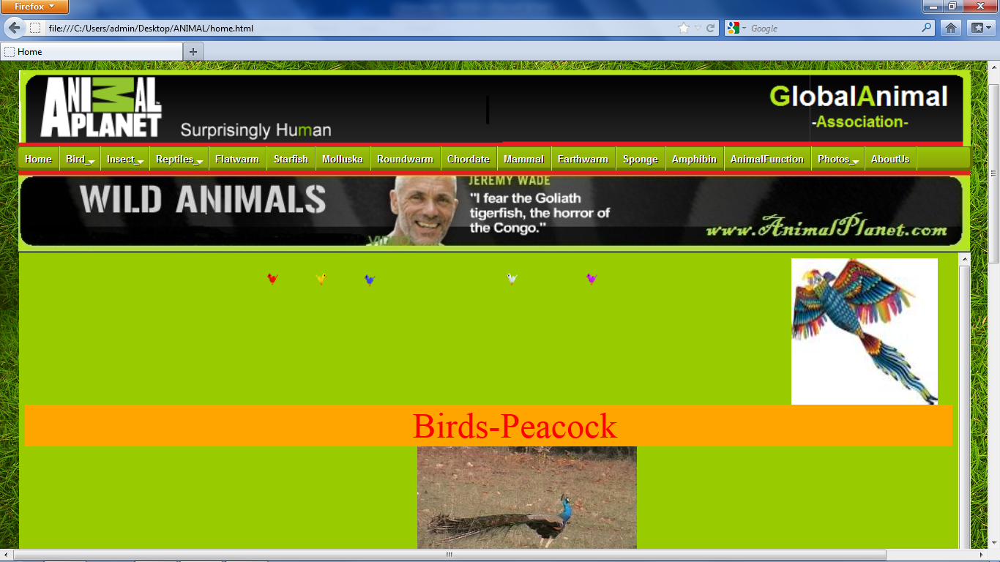 Firefox
file:///C:/Users/admin/Desktop/ANIMAL/home.html
Google
Home
ANIMAL
PLANET
Surprisingly Human
GlobalAnimal
-Association-
Home Bird Insect Reptiles Flatwarm Starfish Molluska Roundwarm Chordate Mammal Earthwarm Sponge Amphibin AnimalFunction Photos AboutUs
WILD ANIMALS
JEREMY WADE
"I fear the Goliath
tigerfish, the horror of
the Congo."
www.AnimalPlanet.com
Birds-Peacock